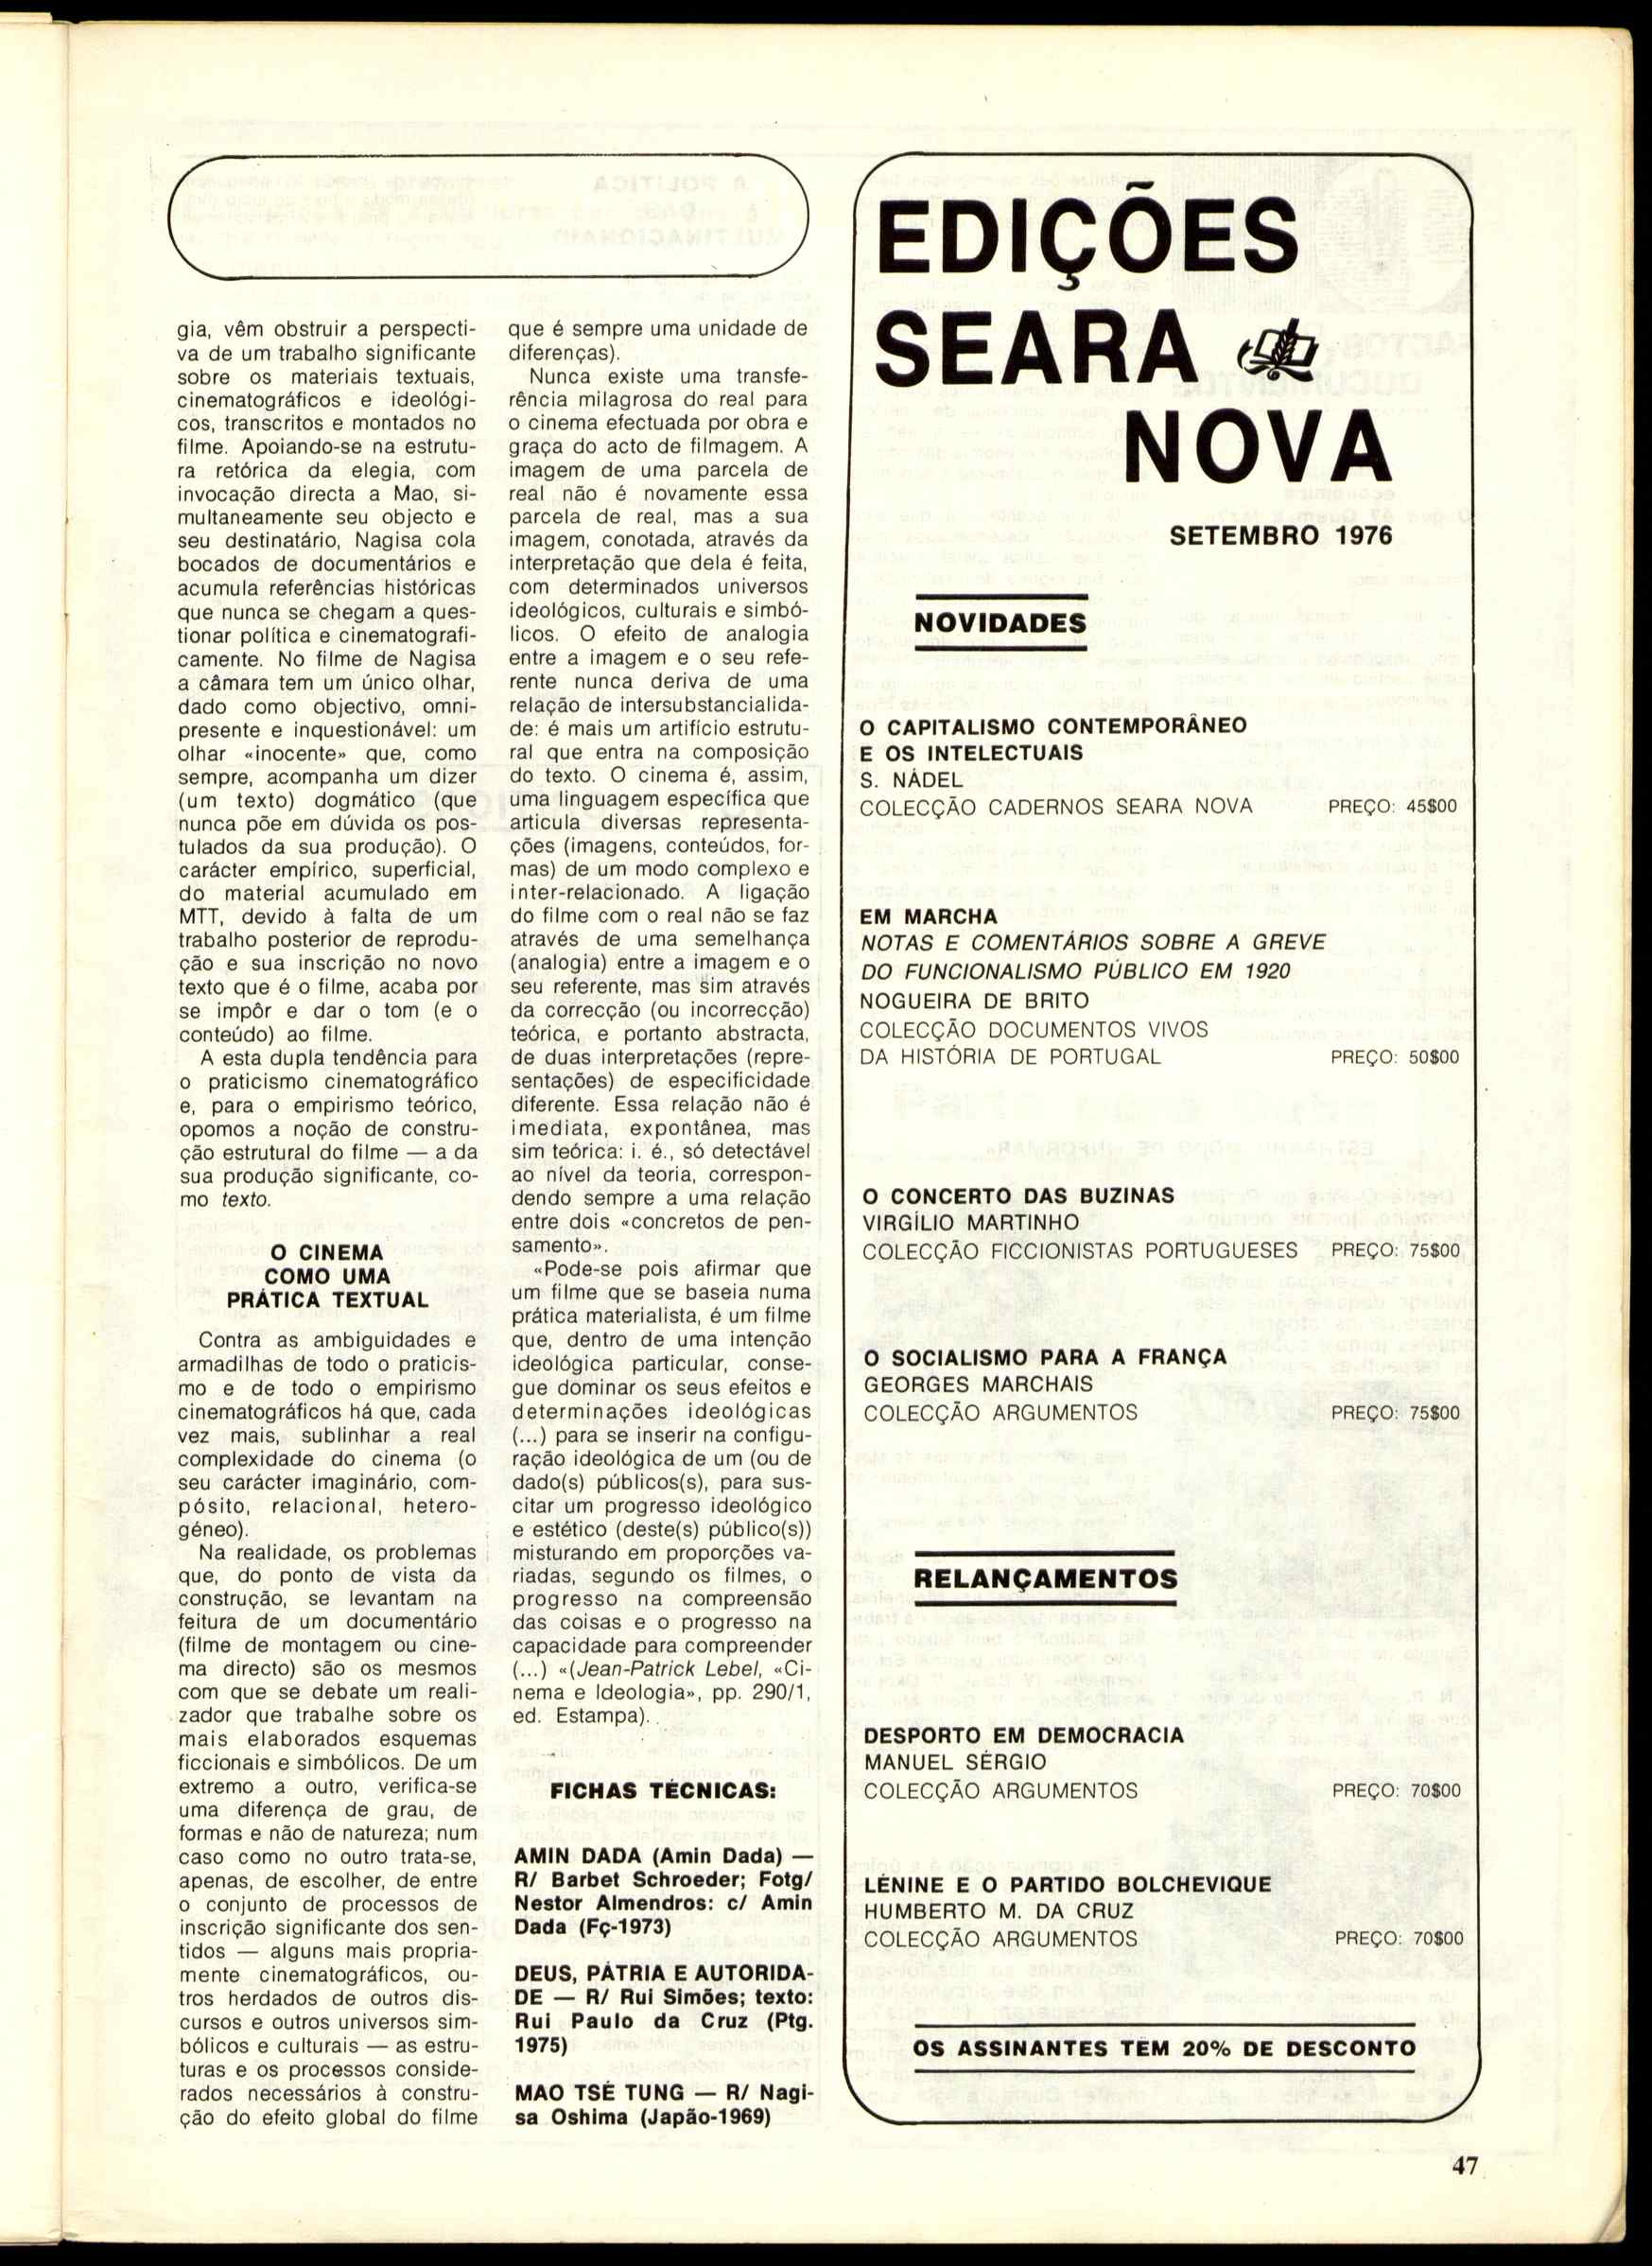 gia, vêm obstruir a perspecti-
va de um trabalho significante
sobre os materiais textuais,
cinematográficos e ideológi-
cos, transcritos e montados no
filme. Apoiando-se na estrutu-
ra retórica da elegia, com
invocação directa a Mao, si-
multaneamente seu objecto e
seu destinatário, Nagisa cola
bocados de documentários e
acumula referências históricas
que nunca se chegam a ques-
tionar política e cinematografi-
camente. No filme de Nagisa
a câmara tem um único olhar,
dado como objectivo, omni-
presente e inquestionável: um
olhar «inocente» que, como
sempre, acompanha um dizer
(um texto) dogmático (que
nunca põe em dúvida os pos-
tulados da sua produção). O
carácter empírico, superficial,
do material acumulado em
MTT, devido à falta de um
trabalho posterior de reprodu-
ção e sua inscrição no novo
texto que é o filme, acaba por
se impôr e dar o tom (e o
conteúdo) ao filme.
A esta dupla tendência para
o praticismo cinematográfico
e, para o empirismo teórico,
opomos a noção de constru-
ção estrutural do filme — a da
sua produção significante, co-
mo texto.
O CINEMA
COMO UMA
PRÁTICA TEXTUAL
Contra as ambiguidades e
armadilhas de todo o praticis-
mo e de todo o empirismo
cinematográficos há que, cada
vez mais, sublinhar a real
complexidade do cinema (o
seu carácter imaginário, com-
pósito, relacional, hetero-
géneo).
Na realidade, os problemas
que, do ponto de vista da
construção, se levantam na
feitura de um documentário
(filme de montagem ou cine-
ma directo) são os mesmos
com que se debate um reali-
zador que trabalhe sobre os
mais elaborados esquemas
ficcionais e simbólicos. De um
extremo a outro, verifica-se
uma diferença de grau, de
formas e não de natureza; num
caso como no outro trata-se,
apenas, de escolher, de entre
o conjunto de processos de
inscrição significante dos sen-
tidos — alguns mais propria-
mente cinematográficos, ou-
tros herdados de outros dis-
cursos e outros universos sim-
bólicos e culturais — as estru-
turas e os processos conside-
rados necessários à constru-
ção do efeito global do filme
que é sempre uma unidade de
diferenças).
Nunca existe uma transfe-
rência milagrosa do real para
o cinema efectuada por obra e
graça do acto de filmagem. A
imagem de uma parcela de
real não é novamente essa
parcela de real, mas a sua
imagem, conotada, através da
interpretação que dela é feita,
com determinados universos
ideológicos, culturais e simbó-
licos. O efeito de analogia
entre a imagem e o seu refe-
rente nunca deriva de uma
relação de intersubstancialida-
de: é mais um artifício estrutu-
ral que entra na composição
do texto. O cinema é, assim,
uma linguagem específica que
articula diversas representa-
ções (imagens, conteúdos, for-
mas) de um modo complexo e
inter-relacionado. A ligação
do filme com o real não se faz
através de uma semelhança
(analogia) entre a imagem e o
seu referente, mas sim através
da correcção (ou incorrecção)
teórica, e portanto abstracta,
de duas interpretações (repre-
sentações) de especificidade
diferente. Essa relação não é
imediata, expontânea, mas
sim teórica: i. é., só detectável
ao nível da teoria, correspon-
dendo sempre a uma relação
entre dois «concretos de pen-
samento».
«Pode-se pois afirmar que
um filme que se baseia numa
prática materialista, é um filme
que, dentro de uma intenção
ideológica particular, conse-
gue dominar os seus efeitos e
determinações ideológicas
(...) para se inserir na configu-
ração ideológica de um (ou de
dado(s) públicos(s), para sus-
citar um progresso ideológico
e estético (deste(s) público(s))
misturando em proporções va-
riadas, segundo os filmes, o
progresso na compreensão
das coisas e o progresso na
capacidade para compreender
(...) «(Jean-Patrick Lebel, «Ci-
nema e Ideologia», pp. 290/1,
ed. Estampa).
FICHAS TÉCNICAS:
AMIN DADA (Amin Dada) —
R/ Barbet Schroeder; Fotg/
Nestor Almendros: c/ Amin
Dada (Fç-1973)
DEUS, PÁTRIA E AUTORIDA-
DE — R/ Rui Simões; texto:
Rui Paulo da Cruz (Ptg.
1975)
MAO TSÉ TUNG — R/ Nagi-
sa Oshima (Japão-1969)
EDIÇÕES
SEARA
NOVA
SETEMBRO 1976
NOVIDADES
O CAPITALISMO CONTEMPORÂNEO
E OS INTELECTUAIS
S. NÁDEL
COLECÇÃO CADERNOS SEARA NOVA PREÇO: 45$00
EM MARCHA
NOTAS E COMENTÁRIOS SOBRE A GREVE
DO FUNCIONALISMO PÚBLICO EM 1920
NOGUEIRA DE BRITO
COLECÇÃO DOCUMENTOS VIVOS
DA HISTÓRIA DE PORTUGAL PREÇO: 50$00
O CONCERTO DAS BUZINAS
VIRGÍLIO MARTINHO
COLECÇÃO FICCIONISTAS PORTUGUESES PREÇO: 75$00
O SOCIALISMO PARA A FRANÇA
GEORGES MARCHAIS
COLECÇÃO ARGUMENTOS PREÇO: 75$00
RELANÇAMENTOS
DESPORTO EM DEMOCRACIA
MANUEL SÉRGIO
COLECÇÃO ARGUMENTOS PREÇO: 70$00
LÉNINE E O PARTIDO BOLCHEVIQUE
HUMBERTO M. DA CRUZ
COLECÇÃO ARGUMENTOS PREÇO: 70$00
OS ASSINANTES TÊM 20% DE DESCONTO
47